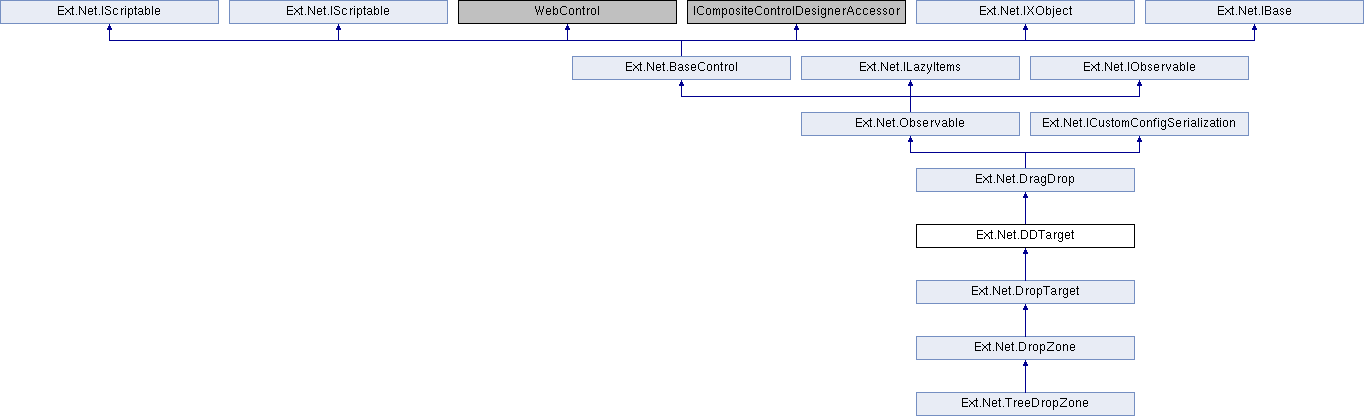 Ext.Net.IScriptable
Ext.Net.IScriptable
WebControl
ICompositeControlDesignerAccessor
Ext.Net.IXObject
Ext.Net.IBase
Ext.Net.BaseControl
Ext.Net.ILazyItems
Ext.Net.IObservable
Ext.Net.Observable
Ext.Net.ICustomConfigSerialization
Ext.Net.DragDrop
Ext.Net.DDTarget
Ext.Net.DropTarget
Ext.Net.DropZone
Ext.Net.TreeDropZone